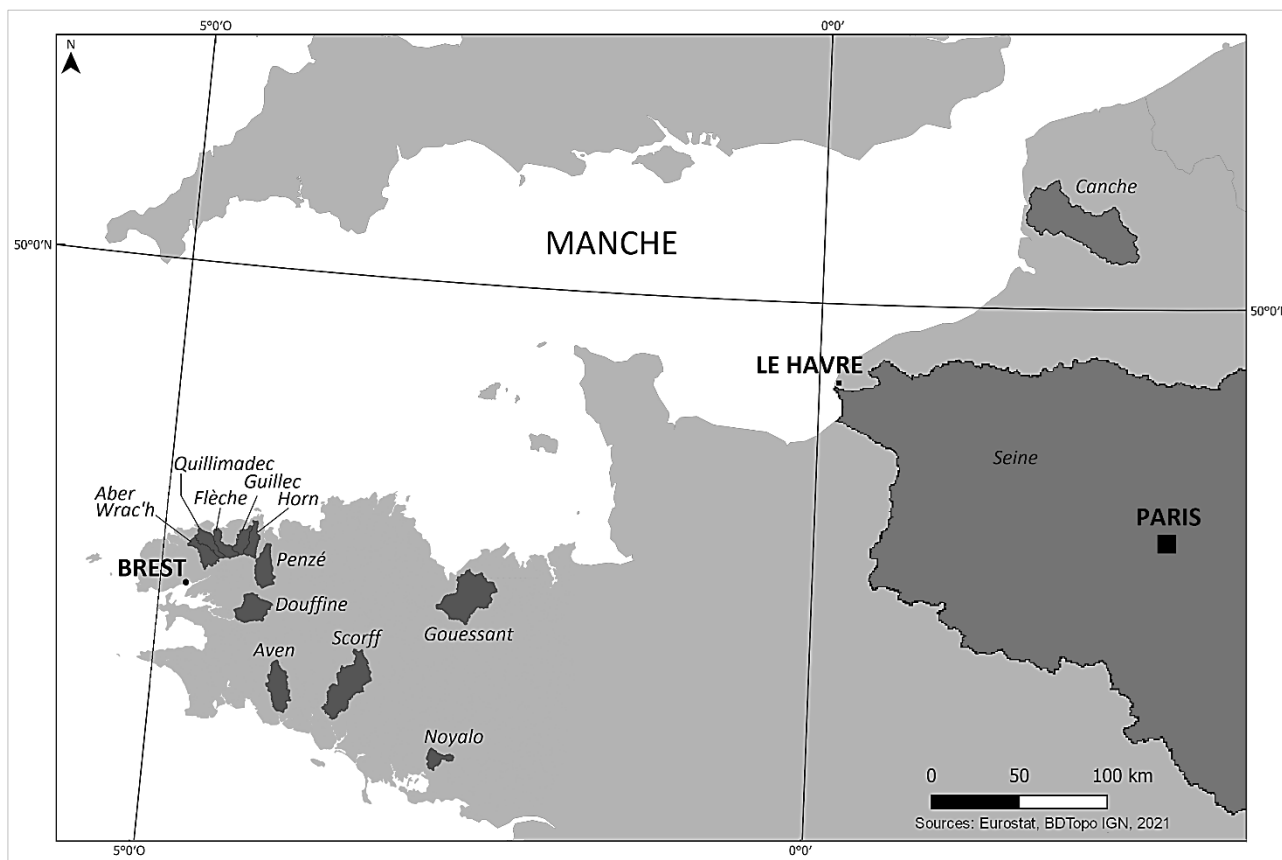 5°0'O
0°0'
N
Canche
50°0'N
MANCHE
50°0'N
LE HAVRE
Seine
Quillimadec
Guillec
Aber
Wrac'h
Flèche
Horn
PARIS
BREST
Penzé
Douffine
Gouessant
Scorff
Aven
Noyalo
0
50
100 km
Sources: Eurostat, BDTopo IGN, 2021
5°0'O
0°0'